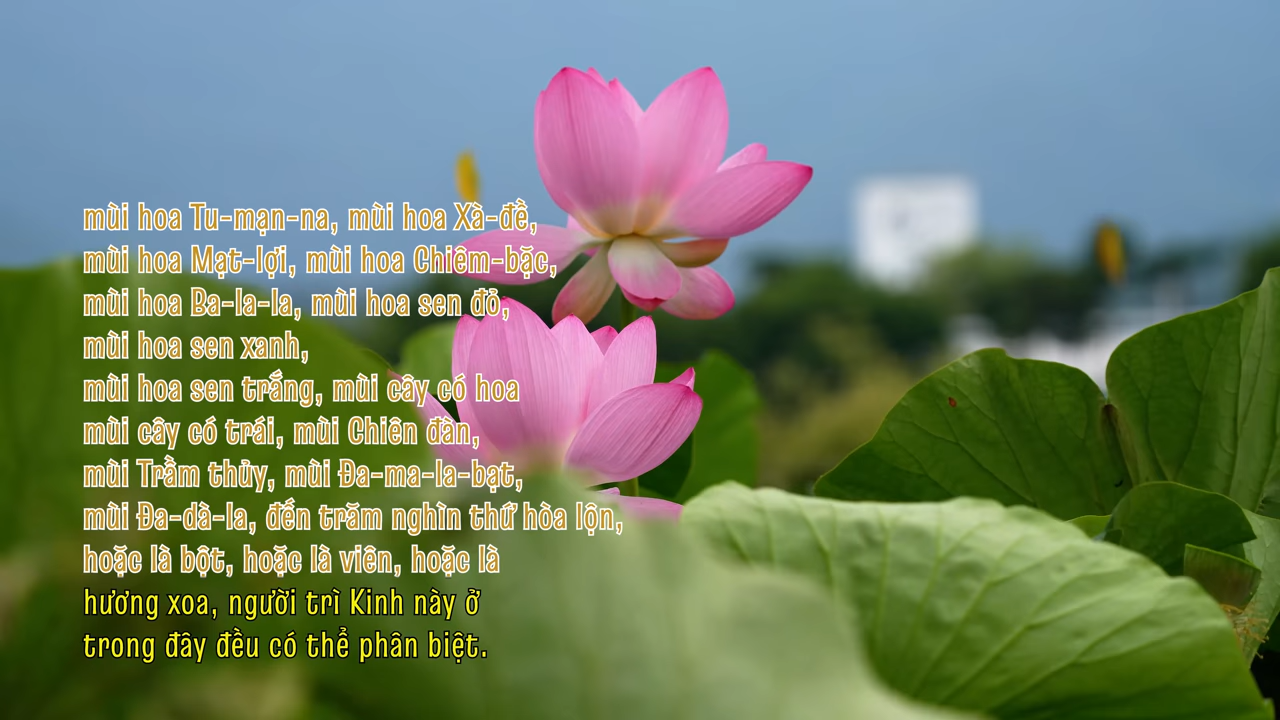 mùi hoa Tu-mạn-na, mùi hoa Xà-đề,
mùi hoa Mạt-lợi, mùi hoa Chiêm-bặc,
mùi hoa Ba-la-la, mùi hoa sen đỏ,
mùi hoa sen xanh,
mùi hoa sen trắng, mùi cây có hoa
mùi cây có trái, mùi Chiên đàn,
mùi Trầm thủy, mùi Đa-ma-la-bạt,
mùi Đa-dà-la, đến trăm nghìn thứ hòa lộn,
hoặc là bột, hoặc là viên, hoặc là
hương xoa, người trì Kinh này ở
trong đây đều có thể phân biệt.